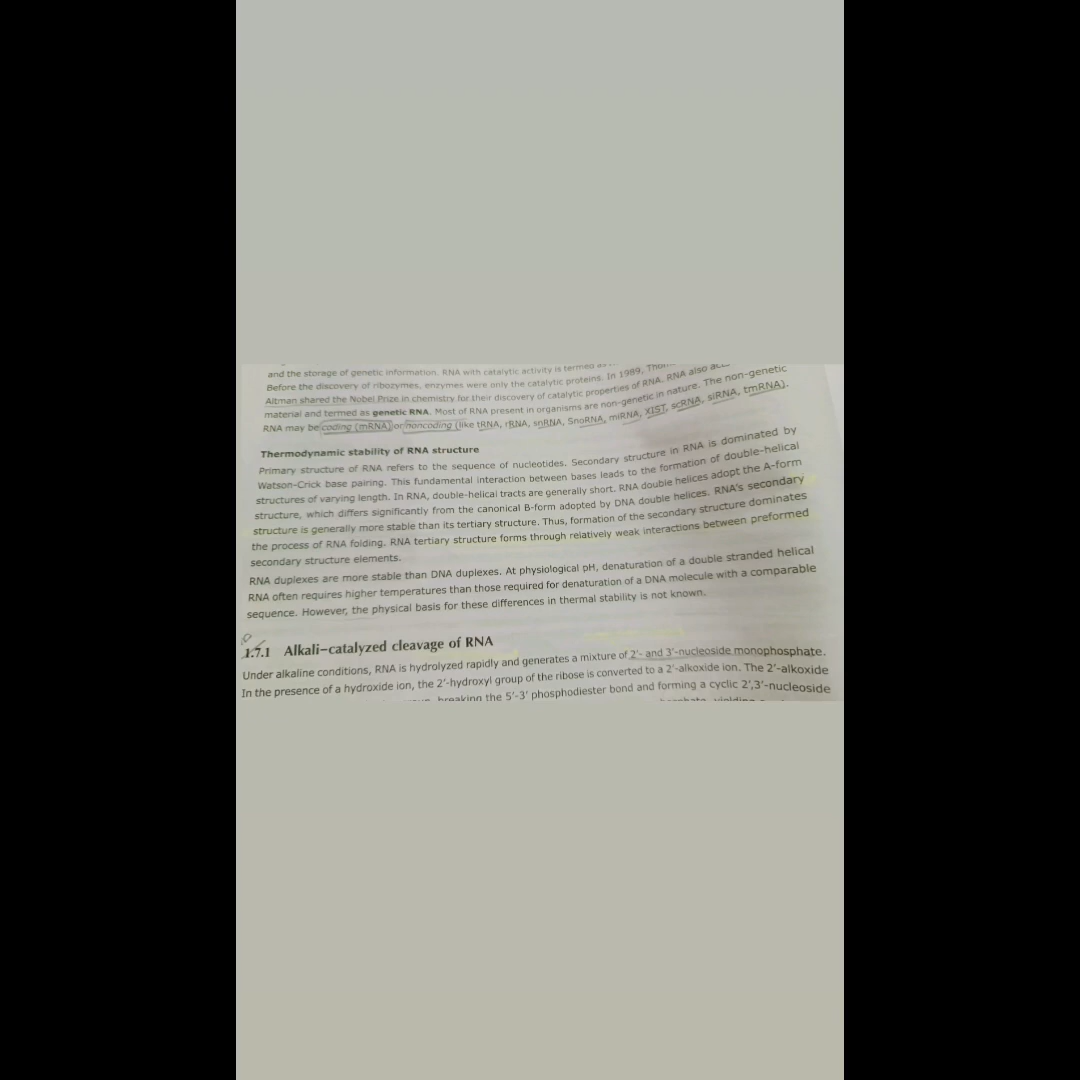 and the storage of genetic information. RNA with catalytic activity is termed
Before the discovery of ribozymes, enzymes were only the catalytic proteins. In 1989,
Altman shared the Nobel Prize in chemistry for their discovery of catalytic properties of RNA. RNA also
material and termed as genetic RNA. Most of RNA present in organisms are non-genetic in nature. The non-genetic
RNA may be coding (mRNA) or noncoding (like tRNA, rRNA, snRNA, SnoRNA, miRNA, XIST, scRNA, siRNA, tmRNA).
Thermodynamic stability of RNA structure
Primary structure of RNA refers to the sequence of nucleotides. Secondary structure in RNA is dominated by
Watson-Crick base pairing. This fundamental interaction between bases leads to the formation of double-helical
structures of varying length. In RNA, double-helical tracts are generally short. RNA double helices adopt the A-form
structure, which differs significantly from the canonical B-form adopted by DNA double helices. RNA's secondary
structure is generally more stable than its tertiary structure. Thus, formation of the secondary structure dominates
the process of RNA folding. RNA tertiary structure forms through relatively weak interactions between preformed
secondary structure elements.
RNA duplexes are more stable than DNA duplexes. At physiological pH, denaturation of a double stranded helical
RNA often requires higher temperatures than those required for denaturation of a DNA molecule with a comparable
sequence. However, the physical basis for these differences in thermal stability is not known.
1.7.1 Alkali-catalyzed cleavage of RNA
Under alkaline conditions, RNA is hydrolyzed rapidly and generates a mixture of 2'- and 3'-nucleoside monophosphate.
In the presence of a hydroxide ion, the 2'-hydroxyl group of the ribose is converted to a 2'-alkoxide ion. The 2'-alkoxide
breaking the 5'-3' phosphodiester bond and forming a cyclic 2',3'-nucleoside